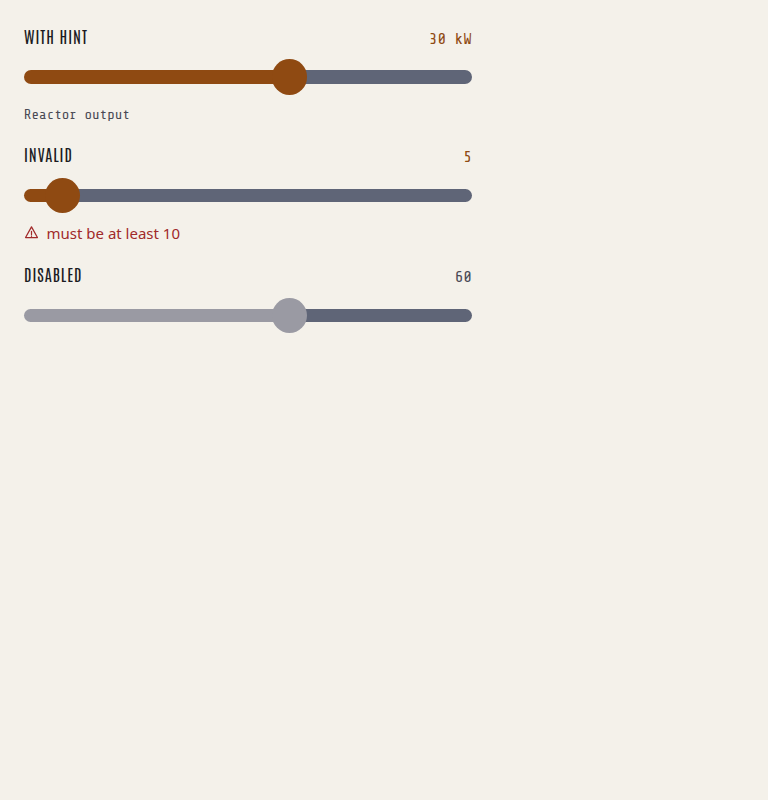 WITH HINT 30 kW
Reactor output
INVALID 5
must be at least 10
DISABLED 60